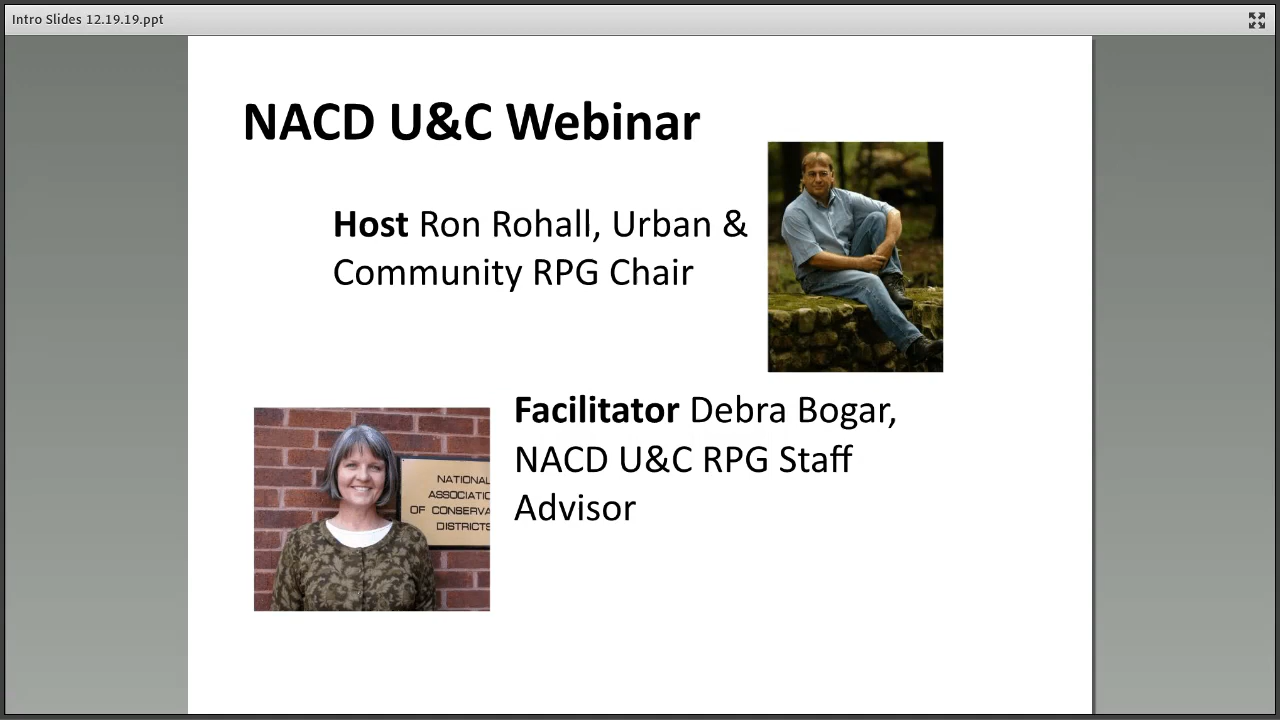 Intro Slides 12.19.19.ppt
NACD U&C Webinar
Host Ron Rohall, Urban &
Community RPG Chair
Facilitator Debra Bogar,
NACD U&C RPG Staff
Advisor
NATIONAL
ASSOCIATIO
OF CONSERVA
DISTRICTS